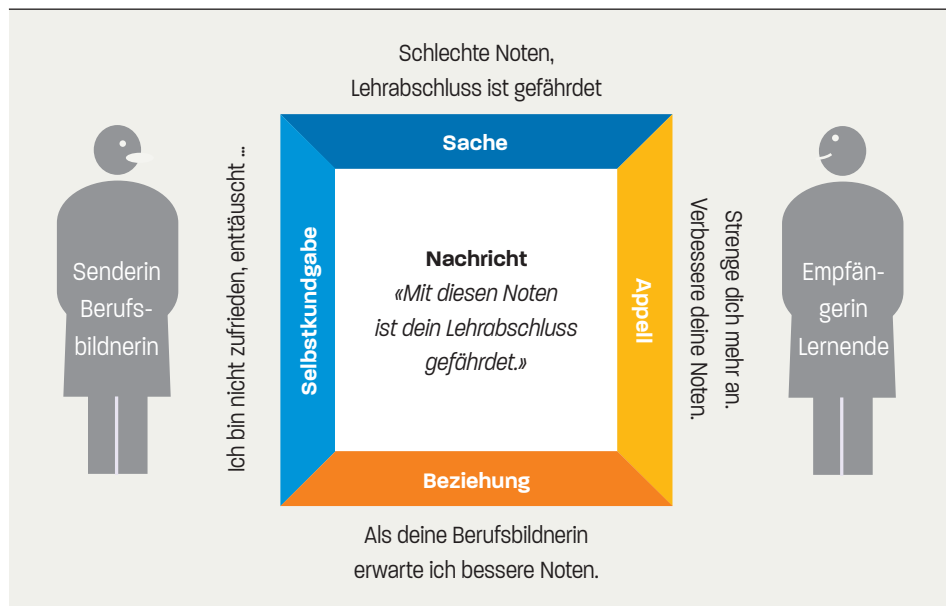 Schlechte Noten,
Lehrabschluss ist gefährdet
Sache
Senderin
Berufs-
bildnerin
Ich bin nicht zufrieden, enttäuscht ...
Selbstkundgabe
Nachricht
«Mit diesen Noten
ist dein Lehrabschluss
gefährdet.»
Appell
Strenge dich mehr an.
Verbessere deine Noten.
Empfän-
gerin
Lernende
Beziehung
Als deine Berufsbildnerin
erwarte ich bessere Noten.